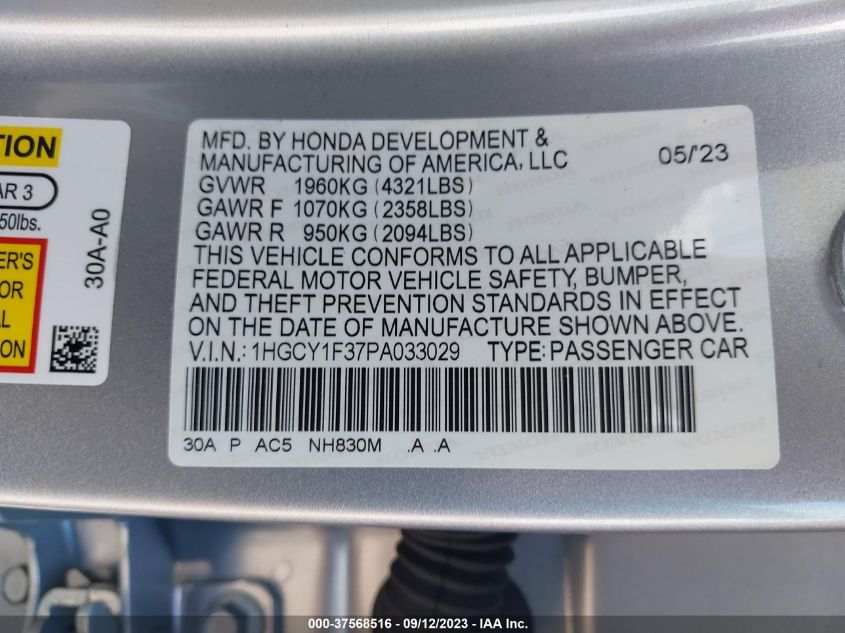 TION
AR 3
50lbs.
ER'S
OR
AL
ION
30A-A0
MFD. BY HONDA DEVELOPMENT &
MANUFACTURING OF AMERICA, LLC 05/'23
GVWR 1960KG (4321LBS)
GAWR F 1070KG (2358LBS)
GAWR R 950KG (2094LBS)
THIS VEHICLE CONFORMS TO ALL APPLICABLE
FEDERAL MOTOR VEHICLE SAFETY, BUMPER,
AND THEFT PREVENTION STANDARDS IN EFFECT
ON THE DATE OF MANUFACTURE SHOWN ABOVE.
V.I.N.: 1HGCY1F37PA033029 TYPE: PASSENGER CAR
30A P AC5 NH830M .A .A
000-37568516 - 09/12/2023 - IAA Inc.